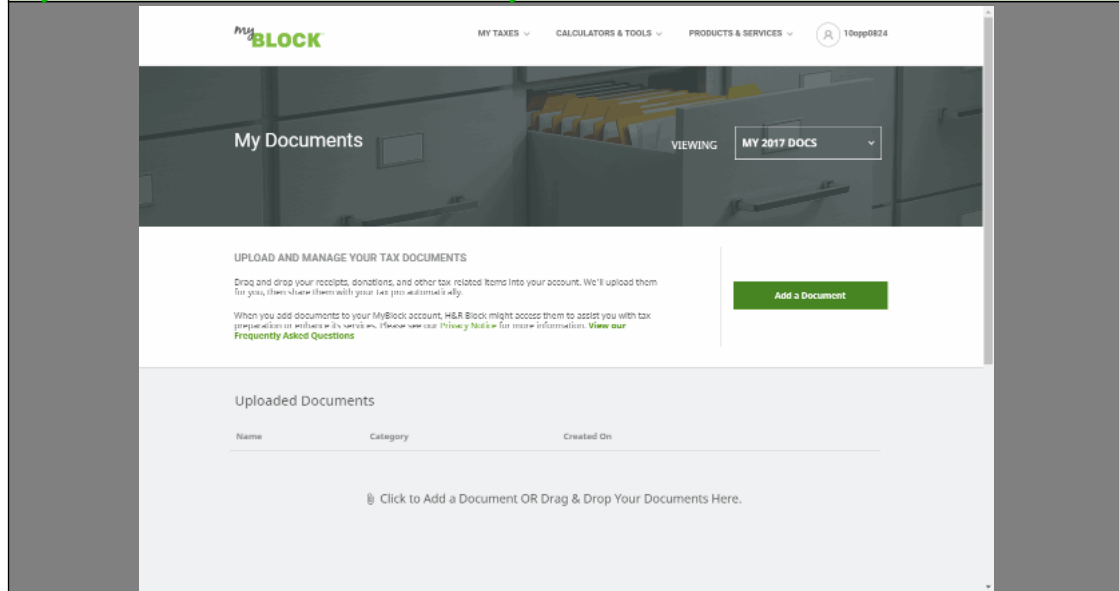 myBLOCK
MY TAXES
CALCULATORS & TOOLS
PRODUCTS & SERVICES
10opp0824
My Documents
VIEWING
MY 2017 DOCS
UPLOAD AND MANAGE YOUR TAX DOCUMENTS
Drag and drop your receipts, donations, and other tax related items into your account. We'll upload them
for you, then share them with your tax pro automatically.
Add a Document
When you add documents to your MyBlock account, H&R Block might access them to assist you with tax
preparation or enhance its services. Please see our Privacy Notice for more information. View our
Frequently Asked Questions
Uploaded Documents
Name Category Created On
Click to Add a Document OR Drag & Drop Your Documents Here.